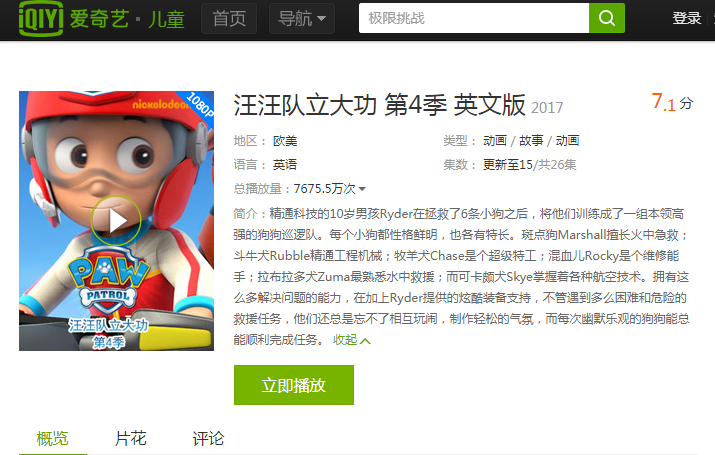 iQIYI 爱奇艺·儿童 首页 导航 极限挑战 登录
nickelodeon
1080P
汪汪队立大功 第4季 英文版 2017
7.1分
地区: 欧美 类型: 动画 / 故事 / 动画
语言: 英语 集数: 更新至15/共26集
总播放量: 7675.5万次
简介: 精通科技的10岁男孩Ryder在拯救了6条小狗之后,将他们训练成了一组本领高
强的狗狗巡逻队。每个小狗都性格鲜明,也各有特长。斑点狗Marshall擅长火中急救;
斗牛犬Rubble精通工程机械;牧羊犬Chase是个超级特工;混血儿Rocky是个维修能
手;拉布拉多犬Zuma最熟悉水中救援;而可卡颇犬Skye掌握着各种航空技术。拥有这
么多解决问题的能力,在加上Ryder提供的炫酷装备支持,不管遇到多么困难和危险的
救援任务,他们还总是忘不了相互玩闹,制作轻松的气氛,而每次幽默乐观的狗狗能总
能顺利完成任务。 收起
PAW
PATROL
汪汪队立大功
第4季
立即播放
概览 片花 评论